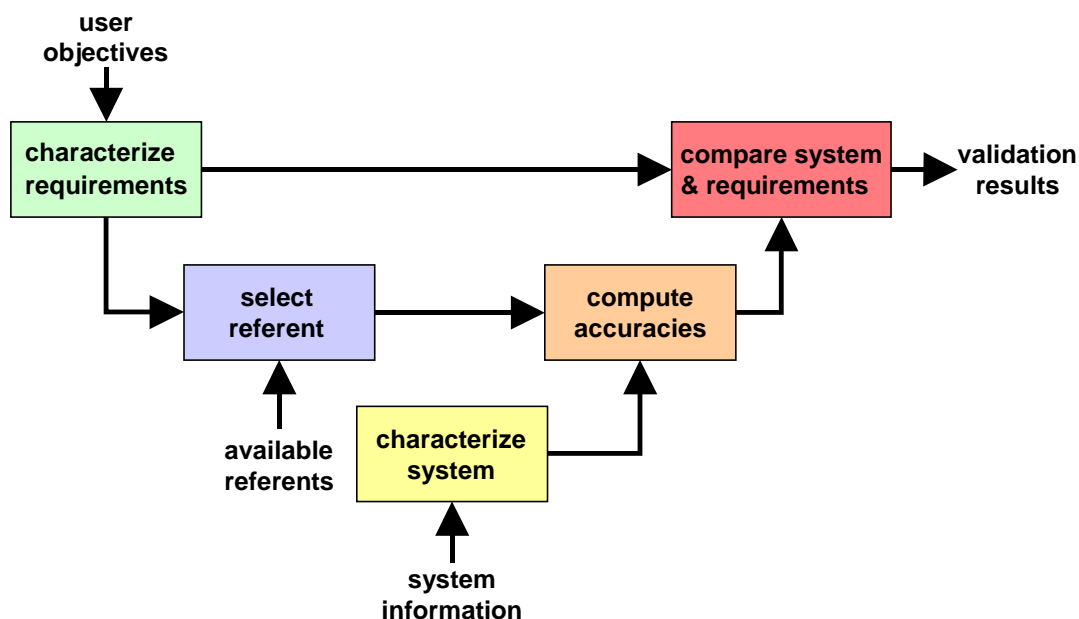 user
objectives
characterize
requirements
compare system
& requirements
validation
results
select
referent
compute
accuracies
available
referents
characterize
system
system
information